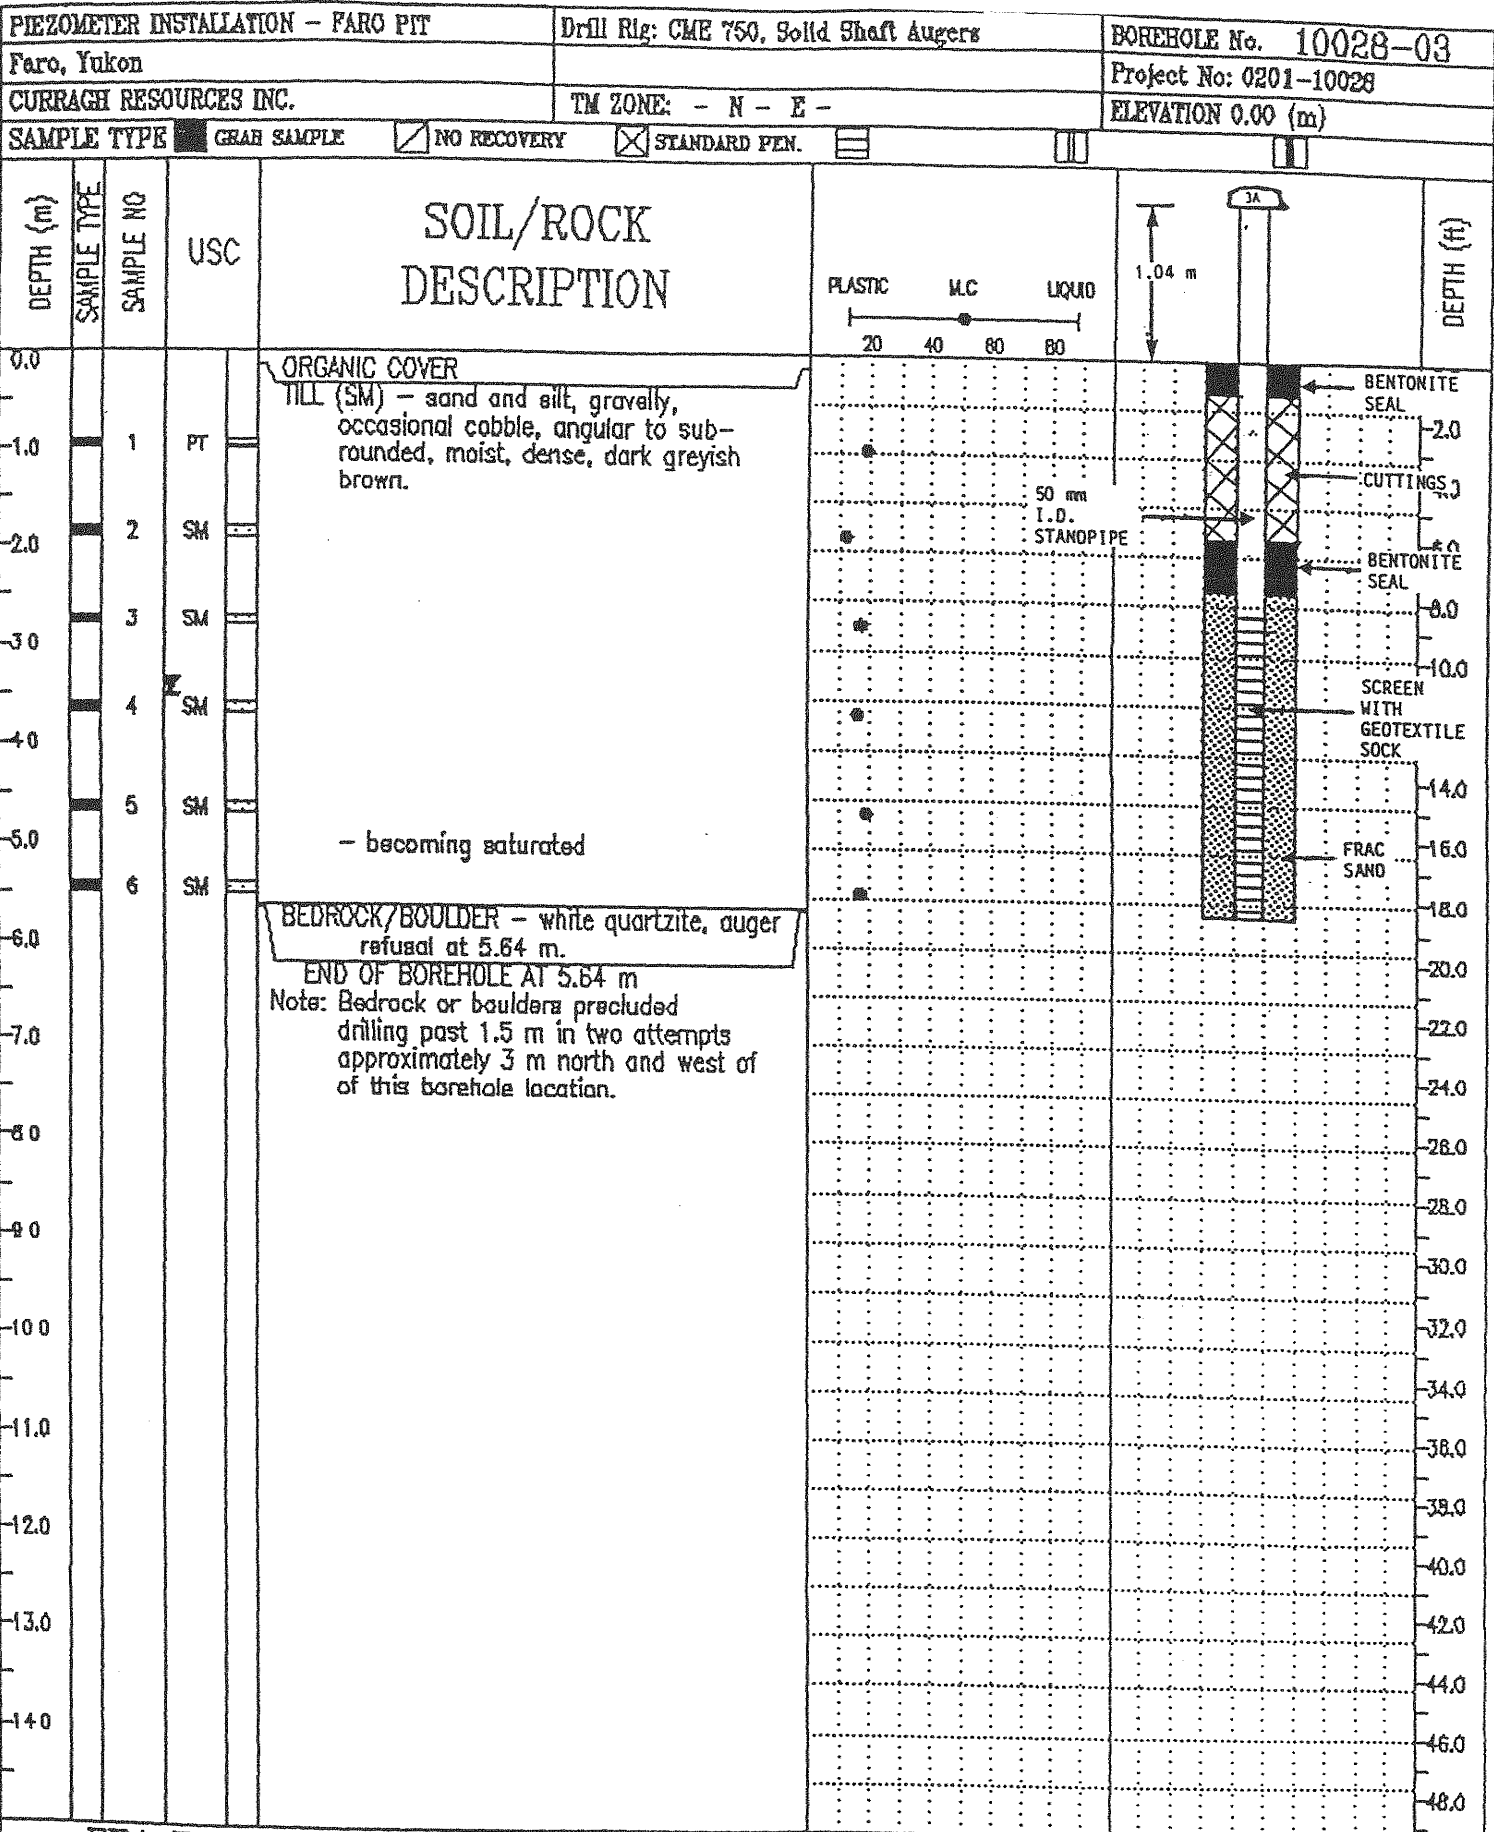 PIEZOMETER INSTALLATION - FARO PIT
Drill Rig: CME 750, Solid Shaft Augers
BOREHOLE No. 10028-03
Faro, Yukon
Project No: 0201-10028
CURRAGH RESOURCES INC.
TM ZONE: - N - E -
ELEVATION 0.00 (m)
SAMPLE TYPE GRAB SAMPLE NO RECOVERY STANDARD PEN.
DEPTH (m)
SAMPLE TYPE
SAMPLE NO
USC
SOIL/ROCK
DESCRIPTION
PLASTIC M.C LIQUID
20 40 60 80
3A
1.04 m
DEPTH (ft)
0.0
1.0
2.0
3 0
4 0
5.0
6.0
7.0
8 0
9 0
10 0
11.0
12.0
13.0
14 0
1 PT
2 SM
3 SM
4 SM
5 SM
6 SM
ORGANIC COVER
TILL (SM) - sand and silt, gravelly,
occasional cobble, angular to sub-
rounded, moist, dense, dark greyish
brown.
- becoming saturated
BEDROCK/BOULDER - white quartzite, auger
refusal at 5.64 m.
END OF BOREHOLE AT 5.64 m
Note: Bedrock or boulders precluded
drilling past 1.5 m in two attempts
approximately 3 m north and west of
of this borehole location.
50 mm
I.D.
STANDPIPE
BENTONITE
SEAL
CUTTINGS
BENTONITE
SEAL
SCREEN
WITH
GEOTEXTILE
SOCK
FRAC
SAND
2.0
8.0
10.0
14.0
16.0
18.0
20.0
22.0
24.0
26.0
28.0
30.0
32.0
34.0
36.0
38.0
40.0
42.0
44.0
46.0
48.0